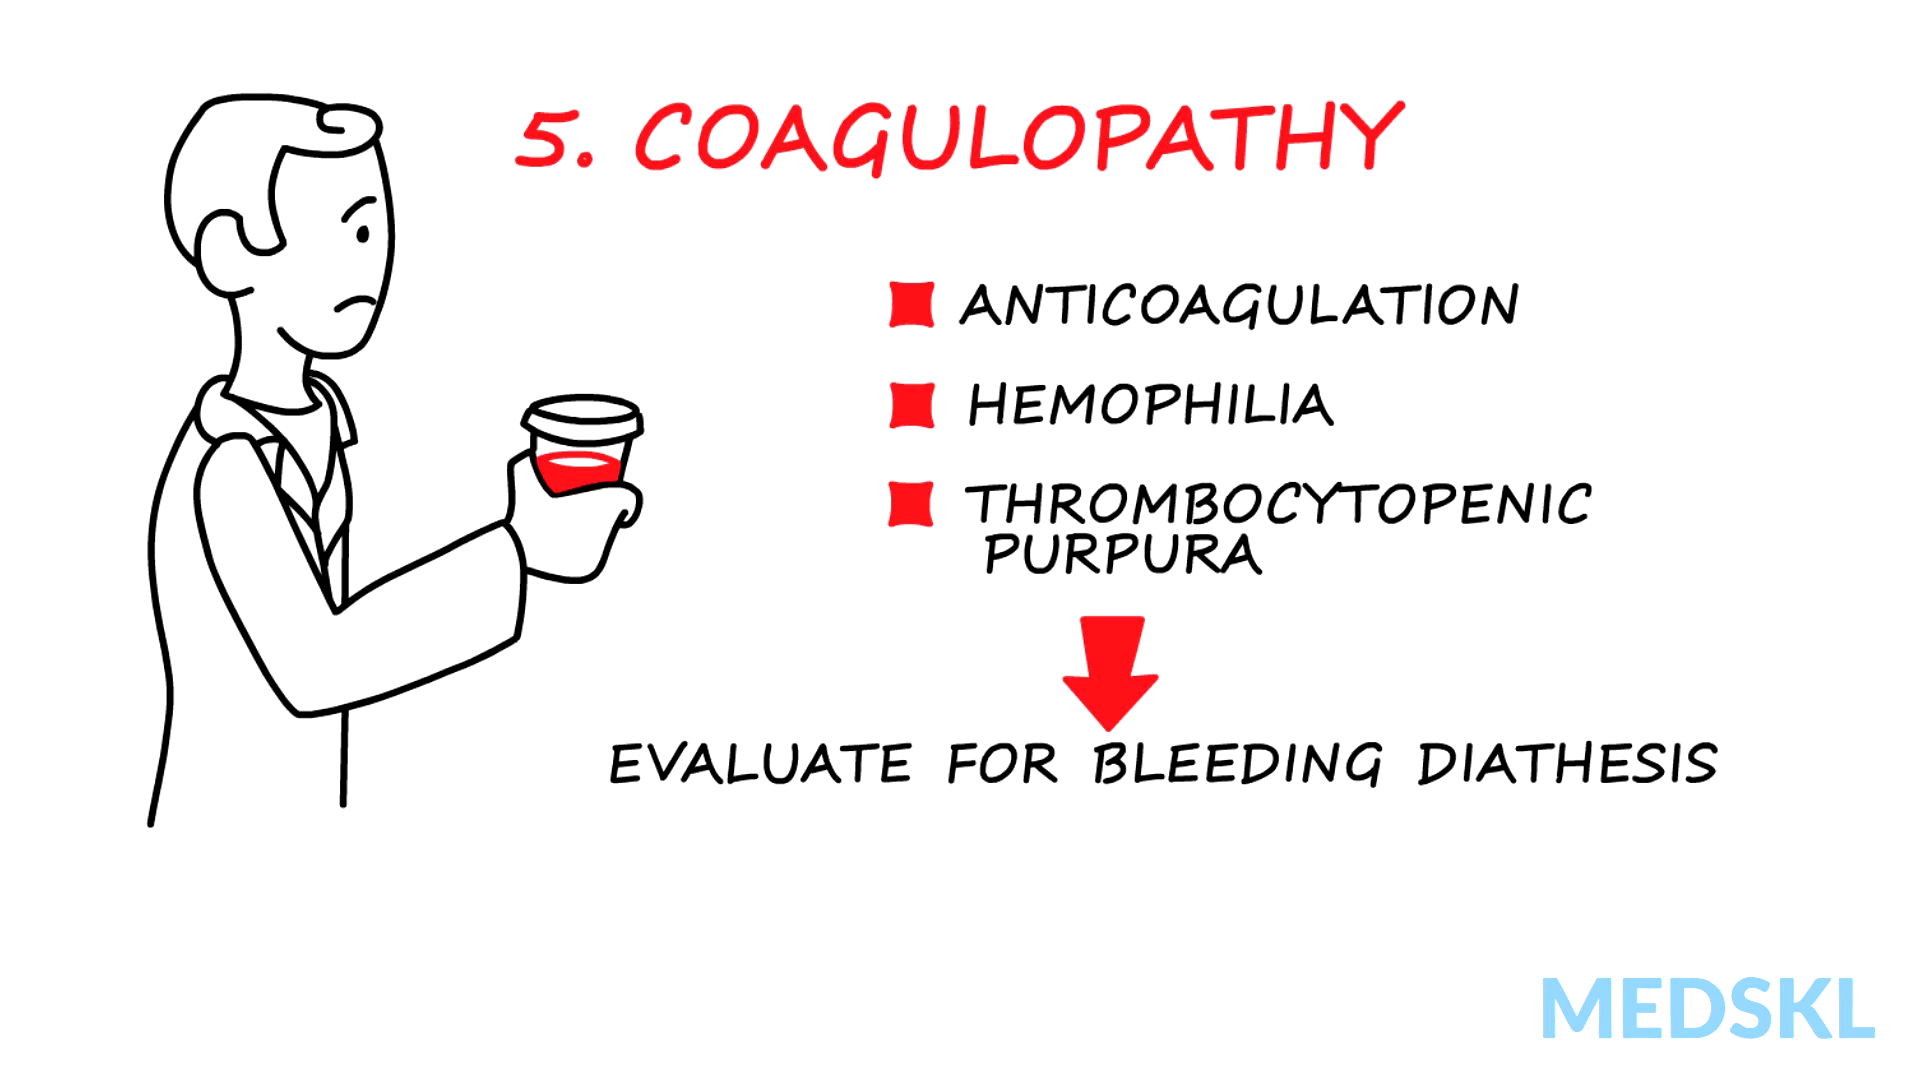 5. COAGULOPATHY
ANTICOAGULATION
HEMOPHILIA
THROMBOCYTOPENIC
PURPURA
EVALUATE FOR BLEEDING DIATHESIS
MEDSKL